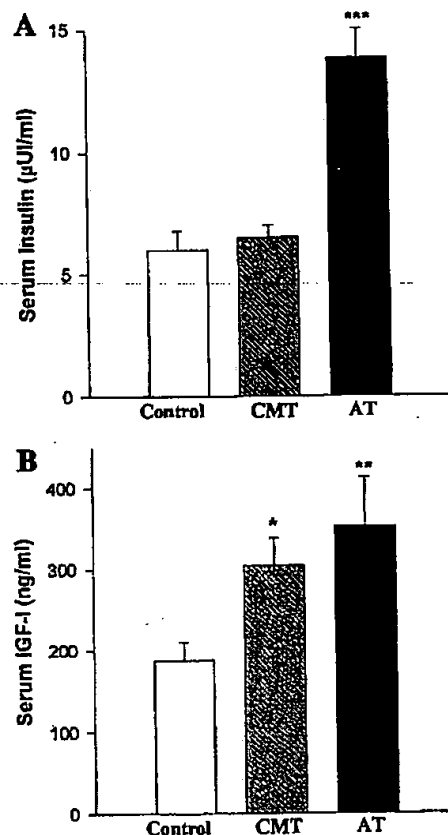 A
15
***
10
5
0
Serum Insulin (µUI/ml)
Control CMT AT
B
400
300
200
100
0
**
*
Serum IGF-I (ng/ml)
Control CMT AT